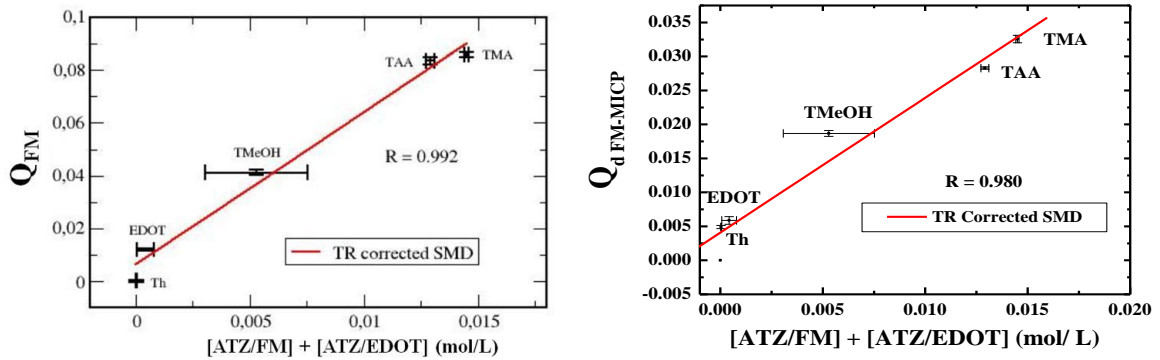 0,1
0,08
0,06
0,04
0,02
0
Q_FM
TAA
TMA
TMeOH
R = 0.992
EDOT
Th
TR corrected SMD
0
0,005
0,01
0,015
[ATZ/FM] + [ATZ/EDOT] (mol/L)
0.040
0.035
0.030
0.025
0.020
0.015
0.010
0.005
0.000
-0.005
Q_d FM-MICP
TMA
TAA
TMeOH
R = 0.980
EDOT
TR Corrected SMD
Th
0.000
0.005
0.010
0.015
0.020
[ATZ/FM] + [ATZ/EDOT] (mol/ L)